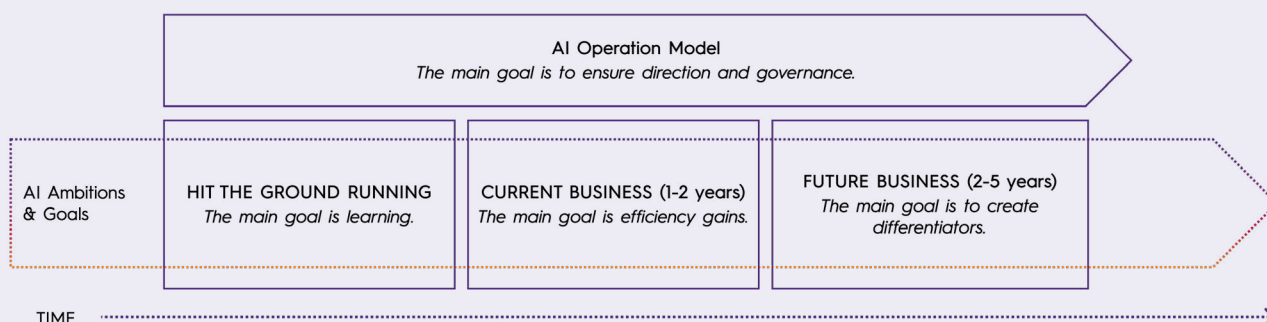 AI Operation Model
The main goal is to ensure direction and governance.
AI Ambitions
& Goals
HIT THE GROUND RUNNING
The main goal is learning.
CURRENT BUSINESS (1-2 years)
The main goal is efficiency gains.
FUTURE BUSINESS (2-5 years)
The main goal is to create
differentiators.
TIME